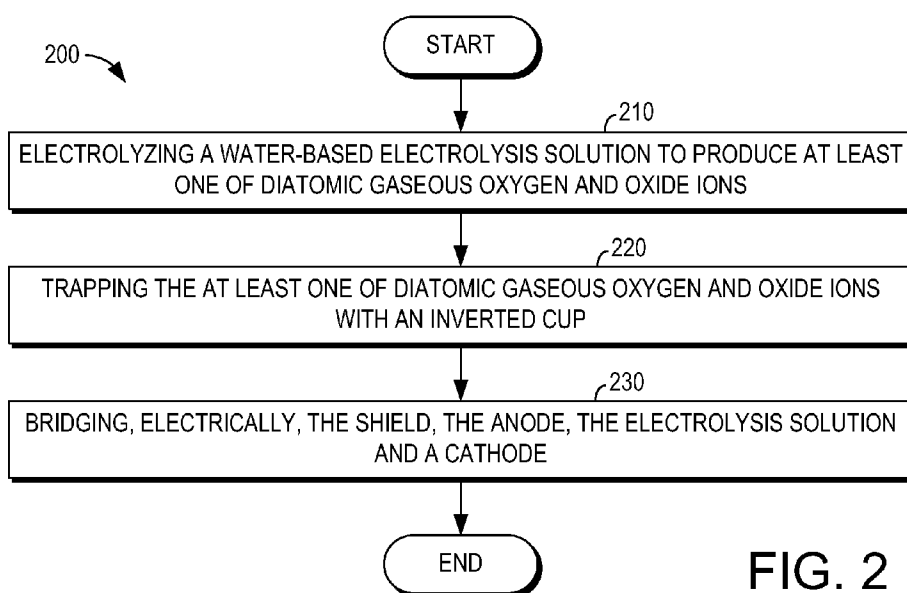 200
START
210
ELECTROLYZING A WATER-BASED ELECTROLYSIS SOLUTION TO PRODUCE AT LEAST
ONE OF DIATOMIC GASEOUS OXYGEN AND OXIDE IONS
220
TRAPPING THE AT LEAST ONE OF DIATOMIC GASEOUS OXYGEN AND OXIDE IONS
WITH AN INVERTED CUP
230
BRIDGING, ELECTRICALLY, THE SHIELD, THE ANODE, THE ELECTROLYSIS SOLUTION
AND A CATHODE
END
FIG. 2